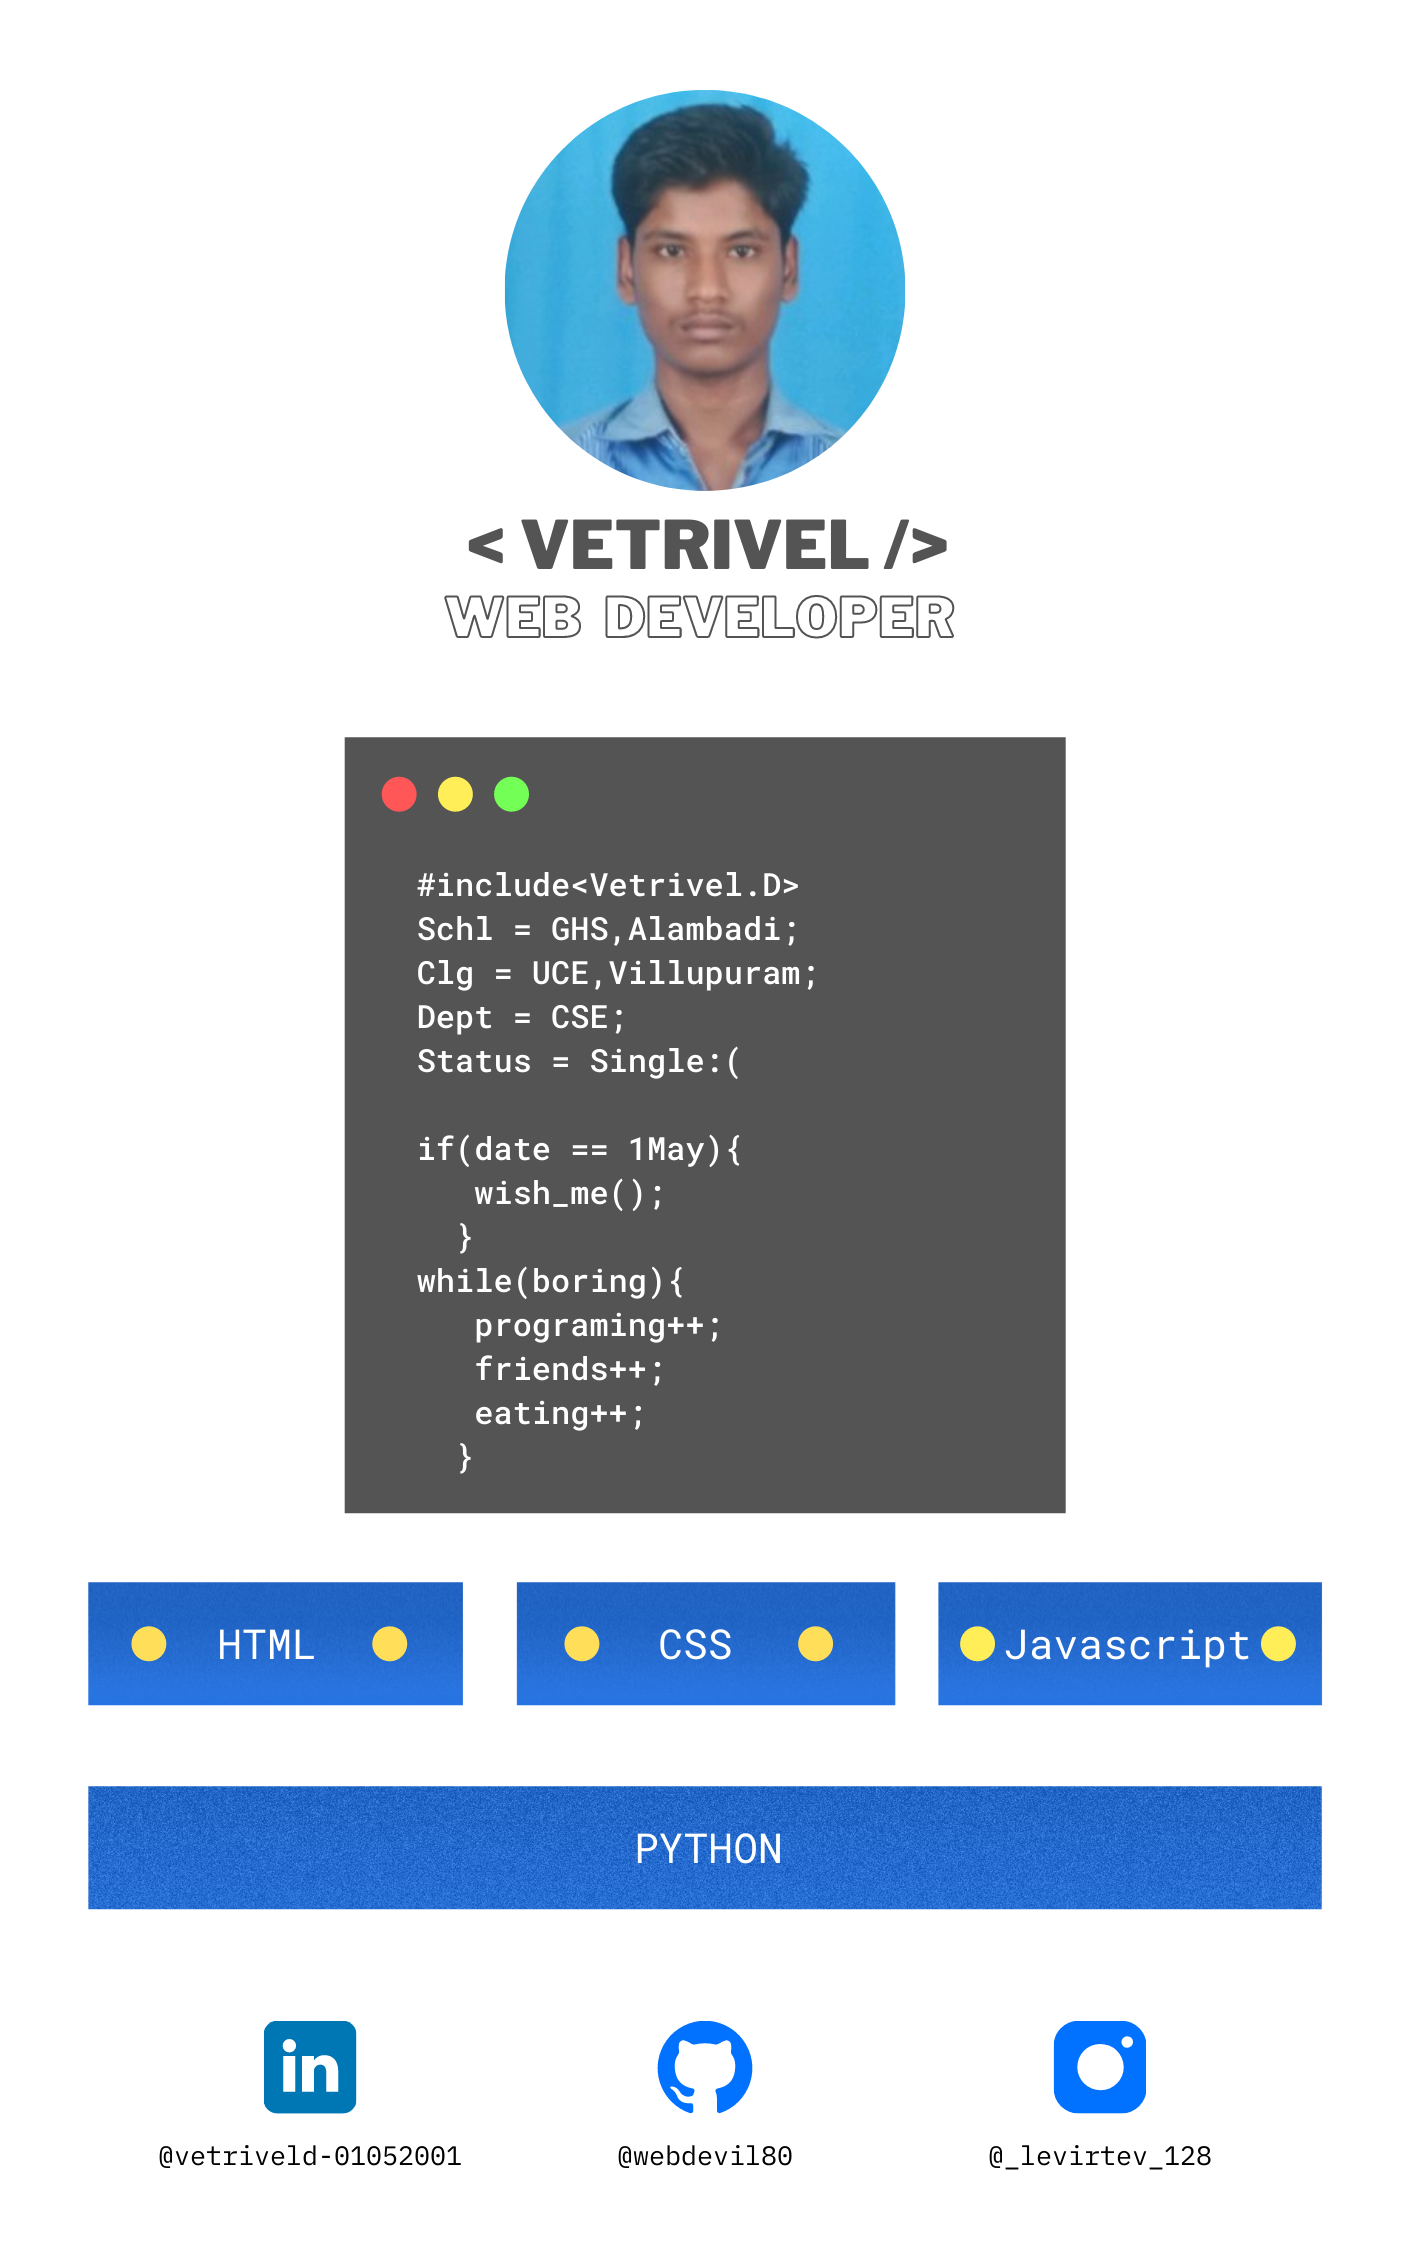 < VETRIVEL />
WEB DEVELOPER
#include<Vetrivel.D>
Schl = GHS,Alambadi;
Clg = UCE,Villupuram;
Dept = CSE;
Status = Single:(
if(date == 1May){
   wish_me();
  }
while(boring){
   programing++;
   friends++;
   eating++;
  }
HTML
CSS
Javascript
PYTHON
in
@vetriveld-01052001
@webdevil80
@_levirtev_128